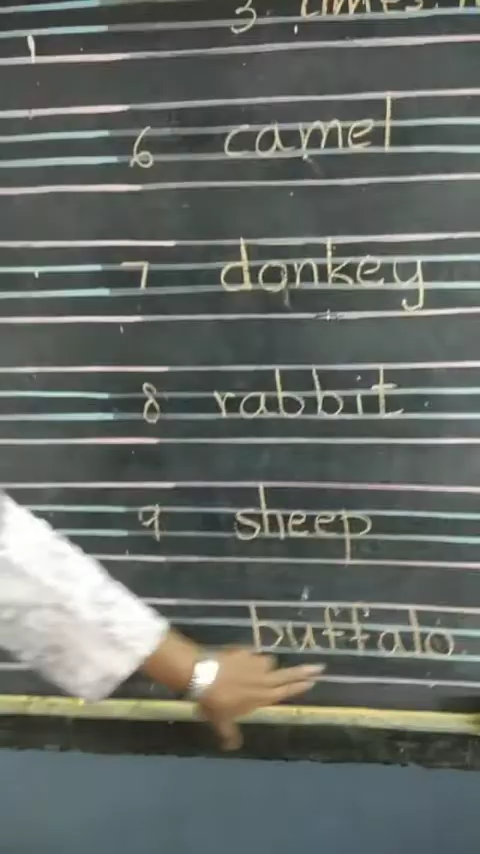 3 times.
6 camel
7 donkey
8 rabbit
9 sheep
buffalo